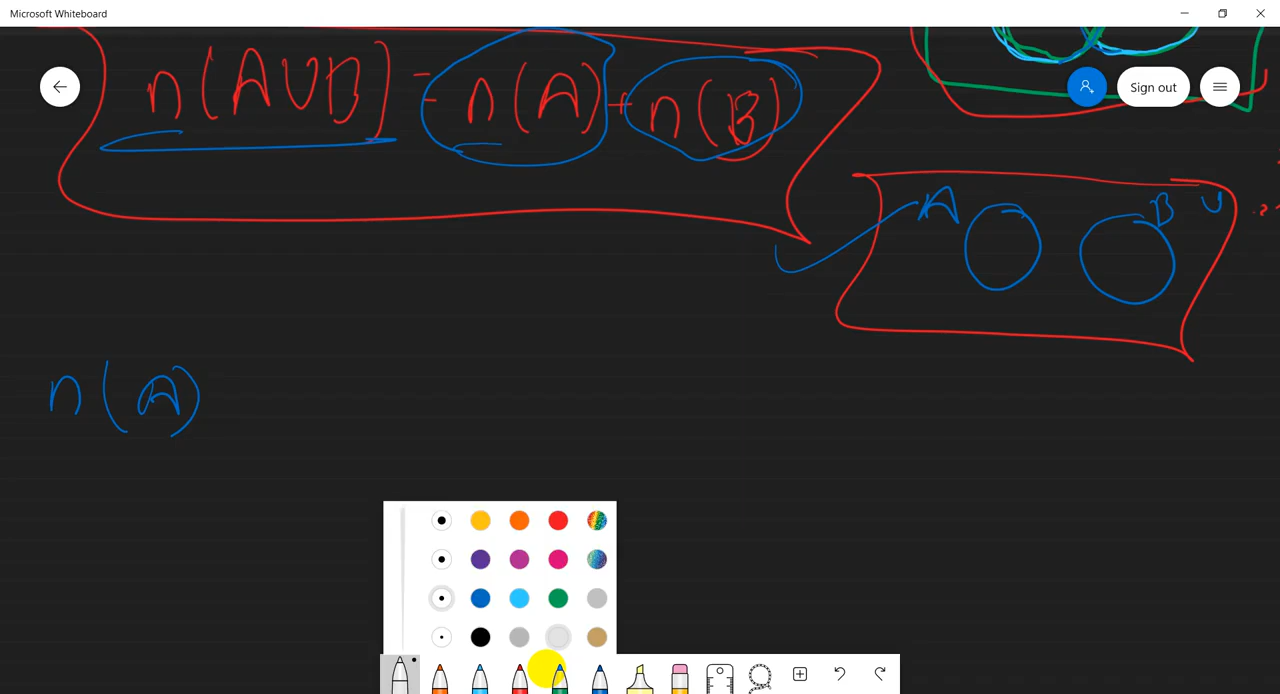 Microsoft Whiteboard
n(A∪B) = n(A) + n(B)
Sign out
A B U
n(A)